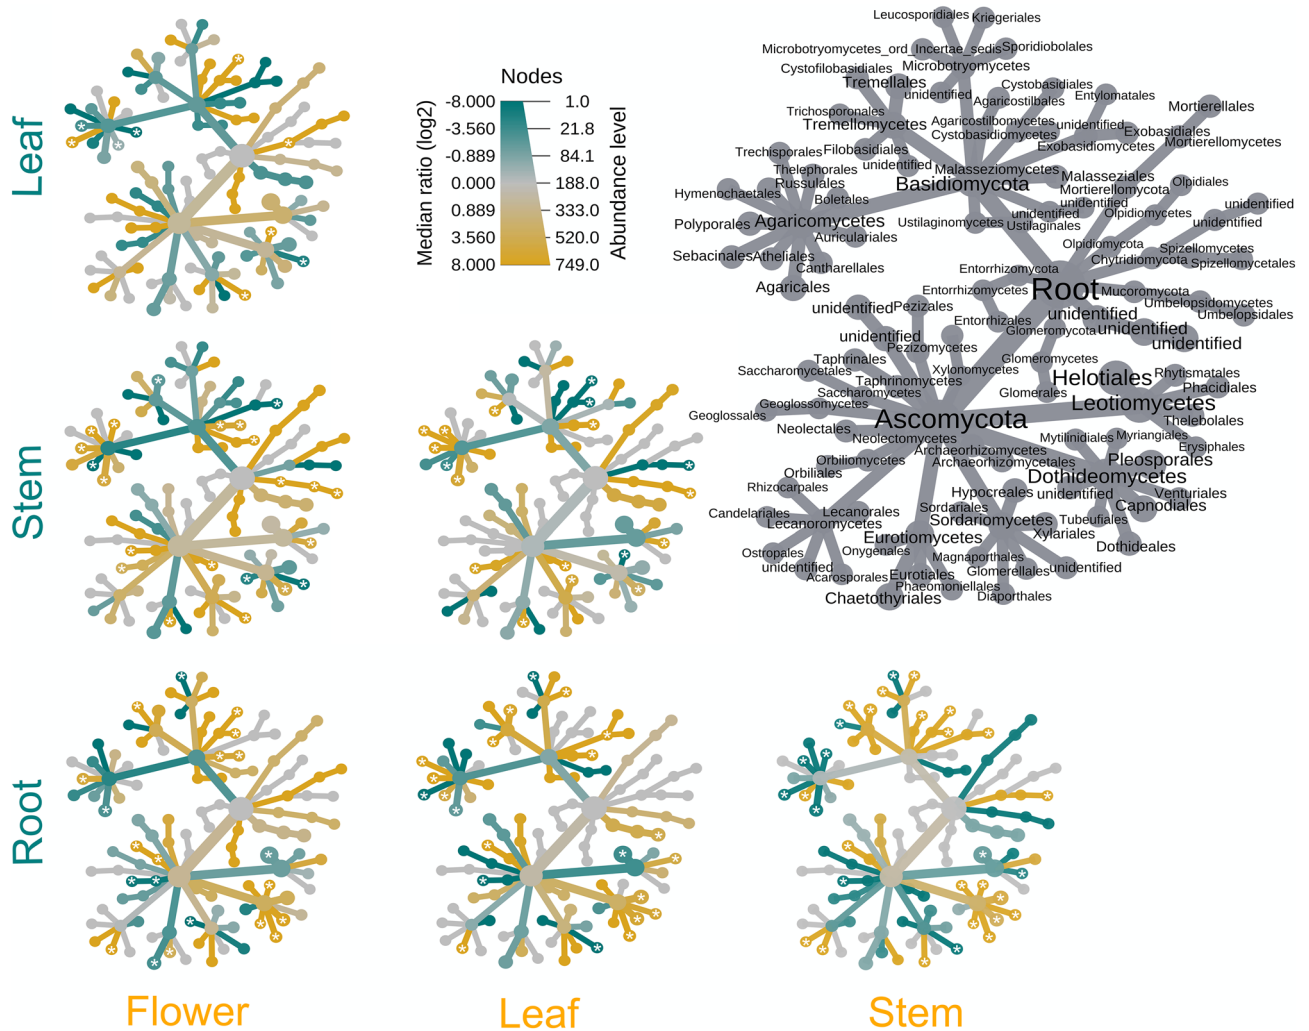 Leaf
Stem
Root
Flower
Leaf
Stem
Nodes
Median ratio (log2)
Abundance level
-8.000 1.0
-3.560 21.8
-0.889 84.1
0.000 188.0
0.889 333.0
3.560 520.0
8.000 749.0
Leucosporidiales
Kriegeriales
Microbotryomycetes_ord_Incertae_sedis
Sporidiobolales
Cystofilobasidiales
Microbotryomycetes
Tremellales
unidentified
Cystobasidiales
Agaricostilbales
Entylomatales
Mortierellales
Trichosporonales
Tremellomycetes
Agaricostilbomycetes
unidentified
Cystobasidiomycetes
Exobasidiales
Mortierellomycetes
Exobasidiomycetes
Trechisporales
Filobasidiales
unidentified
Thelephorales
Malasseziomycetes
Malasseziales
Russulales
Basidiomycota
Mortierellomycota
Olpidiales
Hymenochaetales
Boletales
unidentified
unidentified
Polyporales
Agaricomycetes
Ustilaginomycetes
unidentified
Olpidiomycetes
unidentified
Ustilaginales
Auriculariales
Olpidiomycota
Spizellomycetes
Sebacinales
Atheliales
Chytridiomycota
Spizellomycetales
Cantharellales
Entorrhizomycota
Agaricales
Entorrhizomycetes
Root
Mucoromycota
Umbelopsidomycetes
unidentified
Pezizales
unidentified
Umbelopsidales
Entorrhizales
Glomeromycota
unidentified
unidentified
unidentified
Pezizomycetes
Taphrinales
Glomeromycetes
Saccharomycetales
Xylonomycetes
Helotiales
Rhytismatales
Taphrinomycetes
Phacidiales
Saccharomycetes
Glomerales
Geoglossomycetes
Leotiomycetes
Geoglossales
Ascomycota
Thelebolales
Neolectales
Neolectomycetes
Mytilinidiales
Myriangiales
Archaeorhizomycetes
Erysiphales
Orbiliomycetes
Archaeorhizomycetales
Pleosporales
Orbiliales
Dothideomycetes
Rhizocarpales
Hypocreales
unidentified
Venturiales
Candelariales
Lecanorales
Sordariales
Capnodiales
Lecanoromycetes
Sordariomycetes
Tubeufiales
Eurotiomycetes
Xylariales
Ostropales
Onygenales
Magnaporthales
Dothideales
unidentified
Acarosporales
Eurotiales
Glomerellales
unidentified
Phaeomoniellales
Chaetothyriales
Diaporthales